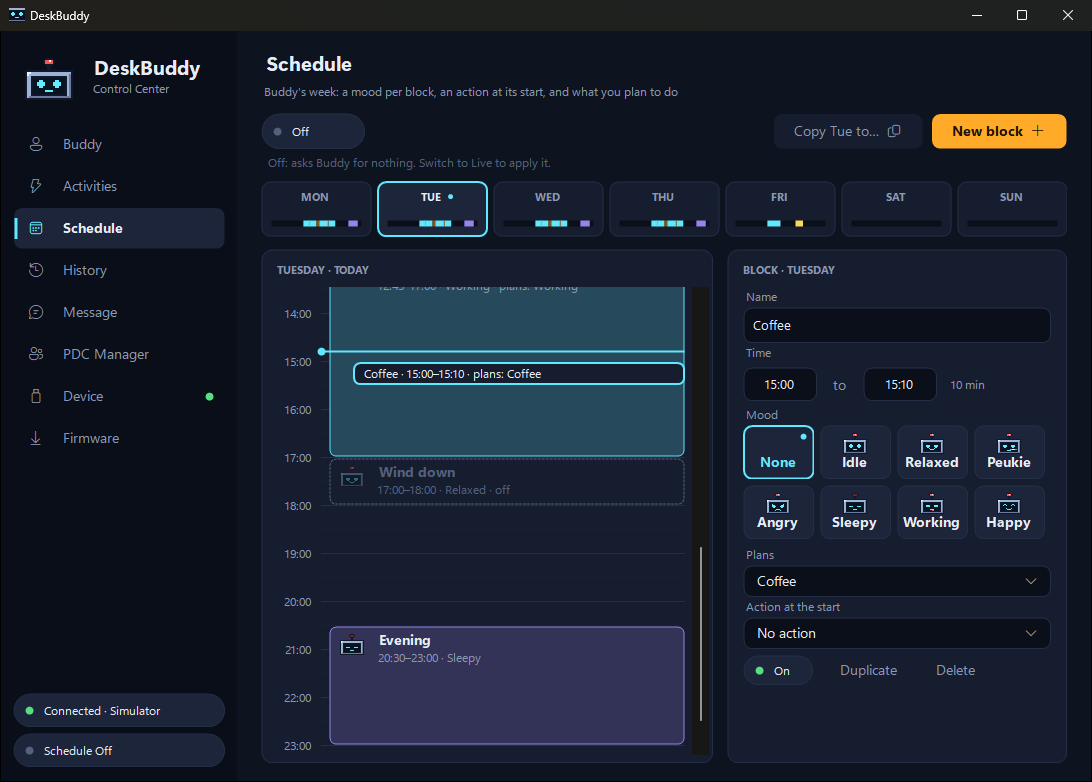 DeskBuddy
DeskBuddy
Control Center
Buddy
Activities
Schedule
History
Message
PDC Manager
Device
Firmware
Connected · Simulator
Schedule Off
Schedule
Buddy's week: a mood per block, an action at its start, and what you plan to do
Off
Copy Tue to...
New block +
Off: asks Buddy for nothing. Switch to Live to apply it.
MON
TUE
WED
THU
FRI
SAT
SUN
TUESDAY · TODAY
12:45–17:00 · Working · plans: Working
14:00
15:00
Coffee · 15:00–15:10 · plans: Coffee
16:00
17:00
Wind down
17:00–18:00 · Relaxed · off
18:00
19:00
20:00
Evening
20:30–23:00 · Sleepy
21:00
22:00
23:00
BLOCK · TUESDAY
Name
Coffee
Time
15:00 to 15:10 10 min
Mood
None Idle Relaxed Peukie
Angry Sleepy Working Happy
Plans
Coffee
Action at the start
No action
On Duplicate Delete